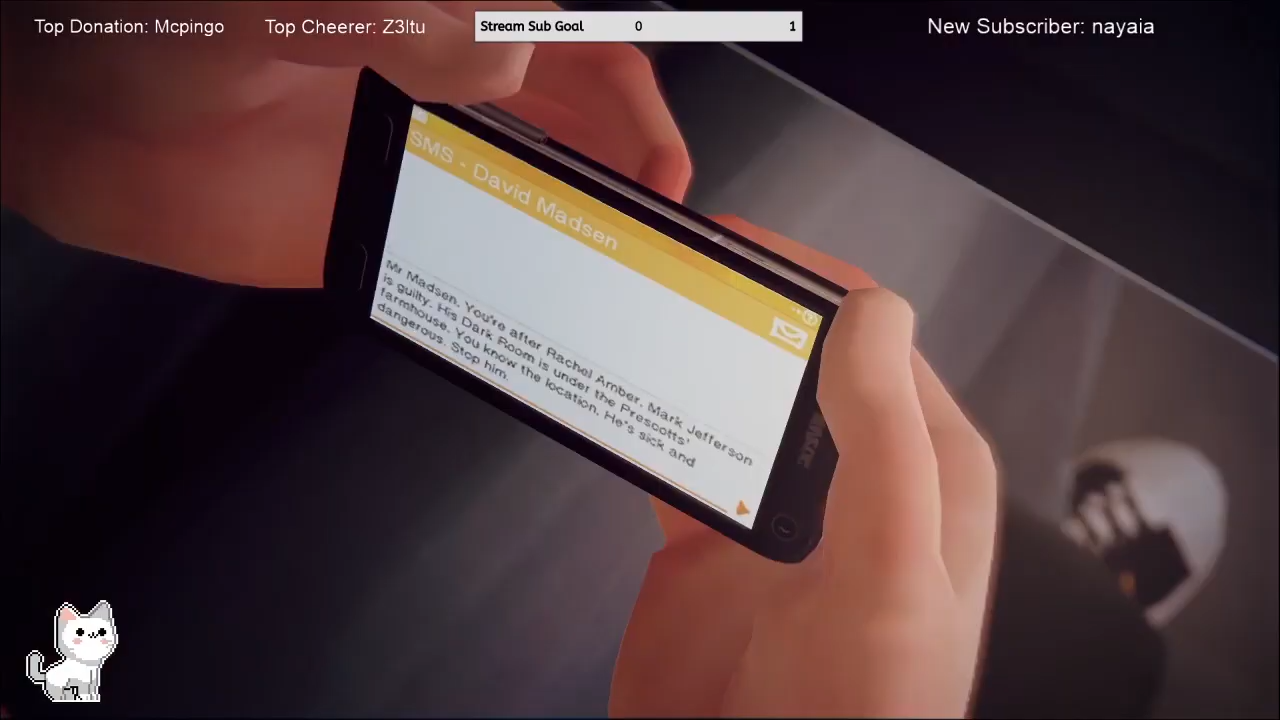 Top Donation: Mcpingo
Top Cheerer: Z3ltu
Stream Sub Goal 0 1
New Subscriber: nayaia
SMS - David Madsen
Mr Madsen. You're after Rachel Amber. Mark Jefferson
is guilty. His Dark Room is under the Prescotts'
farmhouse. You know the location. He's sick and
dangerous. Stop him.